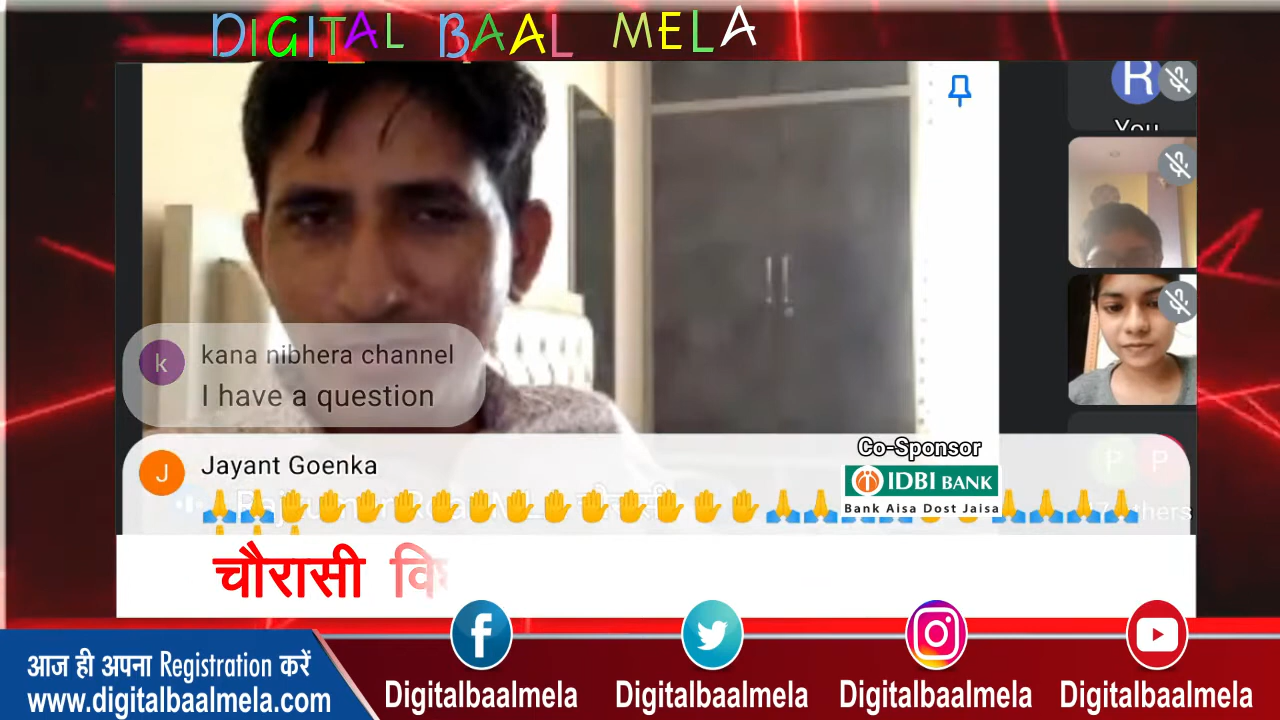 DIGITAL BAAL MELA
R
You
k
kana nibhera channel
I have a question
J
Jayant Goenka
Co-Sponsor
IDBI BANK
Bank Aisa Dost Jaisa
P P
चौरासी
आज ही अपना Registration करें
www.digitalbaalmela.com
Digitalbaalmela
Digitalbaalmela
Digitalbaalmela
Digitalbaalmela